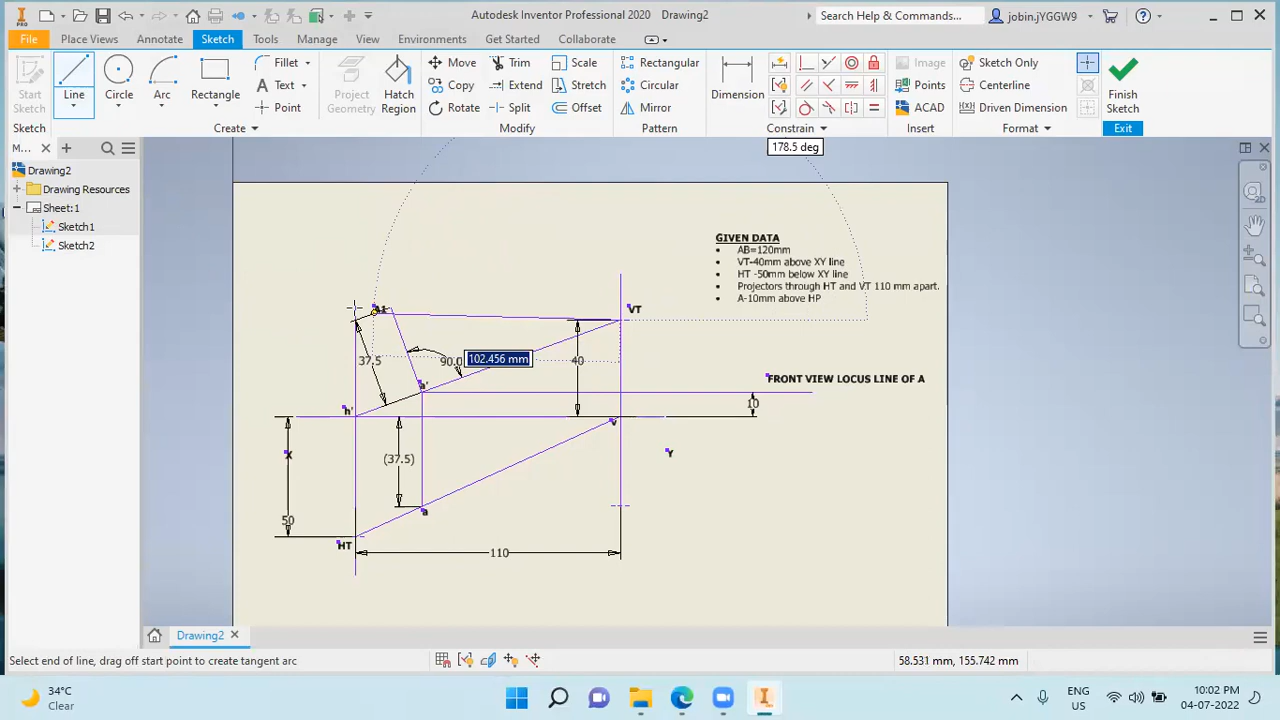 PRO
Autodesk Inventor Professional 2020 Drawing2
Search Help & Commands...
jobin.jYGGW9
File Place Views Annotate Sketch Tools Manage View Environments Get Started Collaborate
Start Sketch
Line
Circle
Arc
Rectangle
Fillet
Text
Point
Project Geometry
Hatch Region
Move
Copy
Rotate
Trim
Extend
Split
Scale
Stretch
Offset
Rectangular
Circular
Mirror
Dimension
Image
Points
ACAD
Sketch Only
Centerline
Driven Dimension
Finish Sketch
Sketch Create Modify Pattern Constrain Insert Format Exit
178.5 deg
M...
Drawing2
Drawing Resources
Sheet:1
Sketch1
Sketch2
GIVEN DATA
• AB=120mm
• VT-40mm above XY line
• HT -50mm below XY line
• Projectors through HT and VT 110 mm apart.
• A-10mm above HP
A1
VT
37.5
90.0
102.456 mm
40
a'
FRONT VIEW LOCUS LINE OF A
10
h'
v
X
(37.5)
Y
50
a
HT
110
Drawing2
Select end of line, drag off start point to create tangent arc
58.531 mm, 155.742 mm
34°C
Clear
ENG
US
10:02 PM
04-07-2022